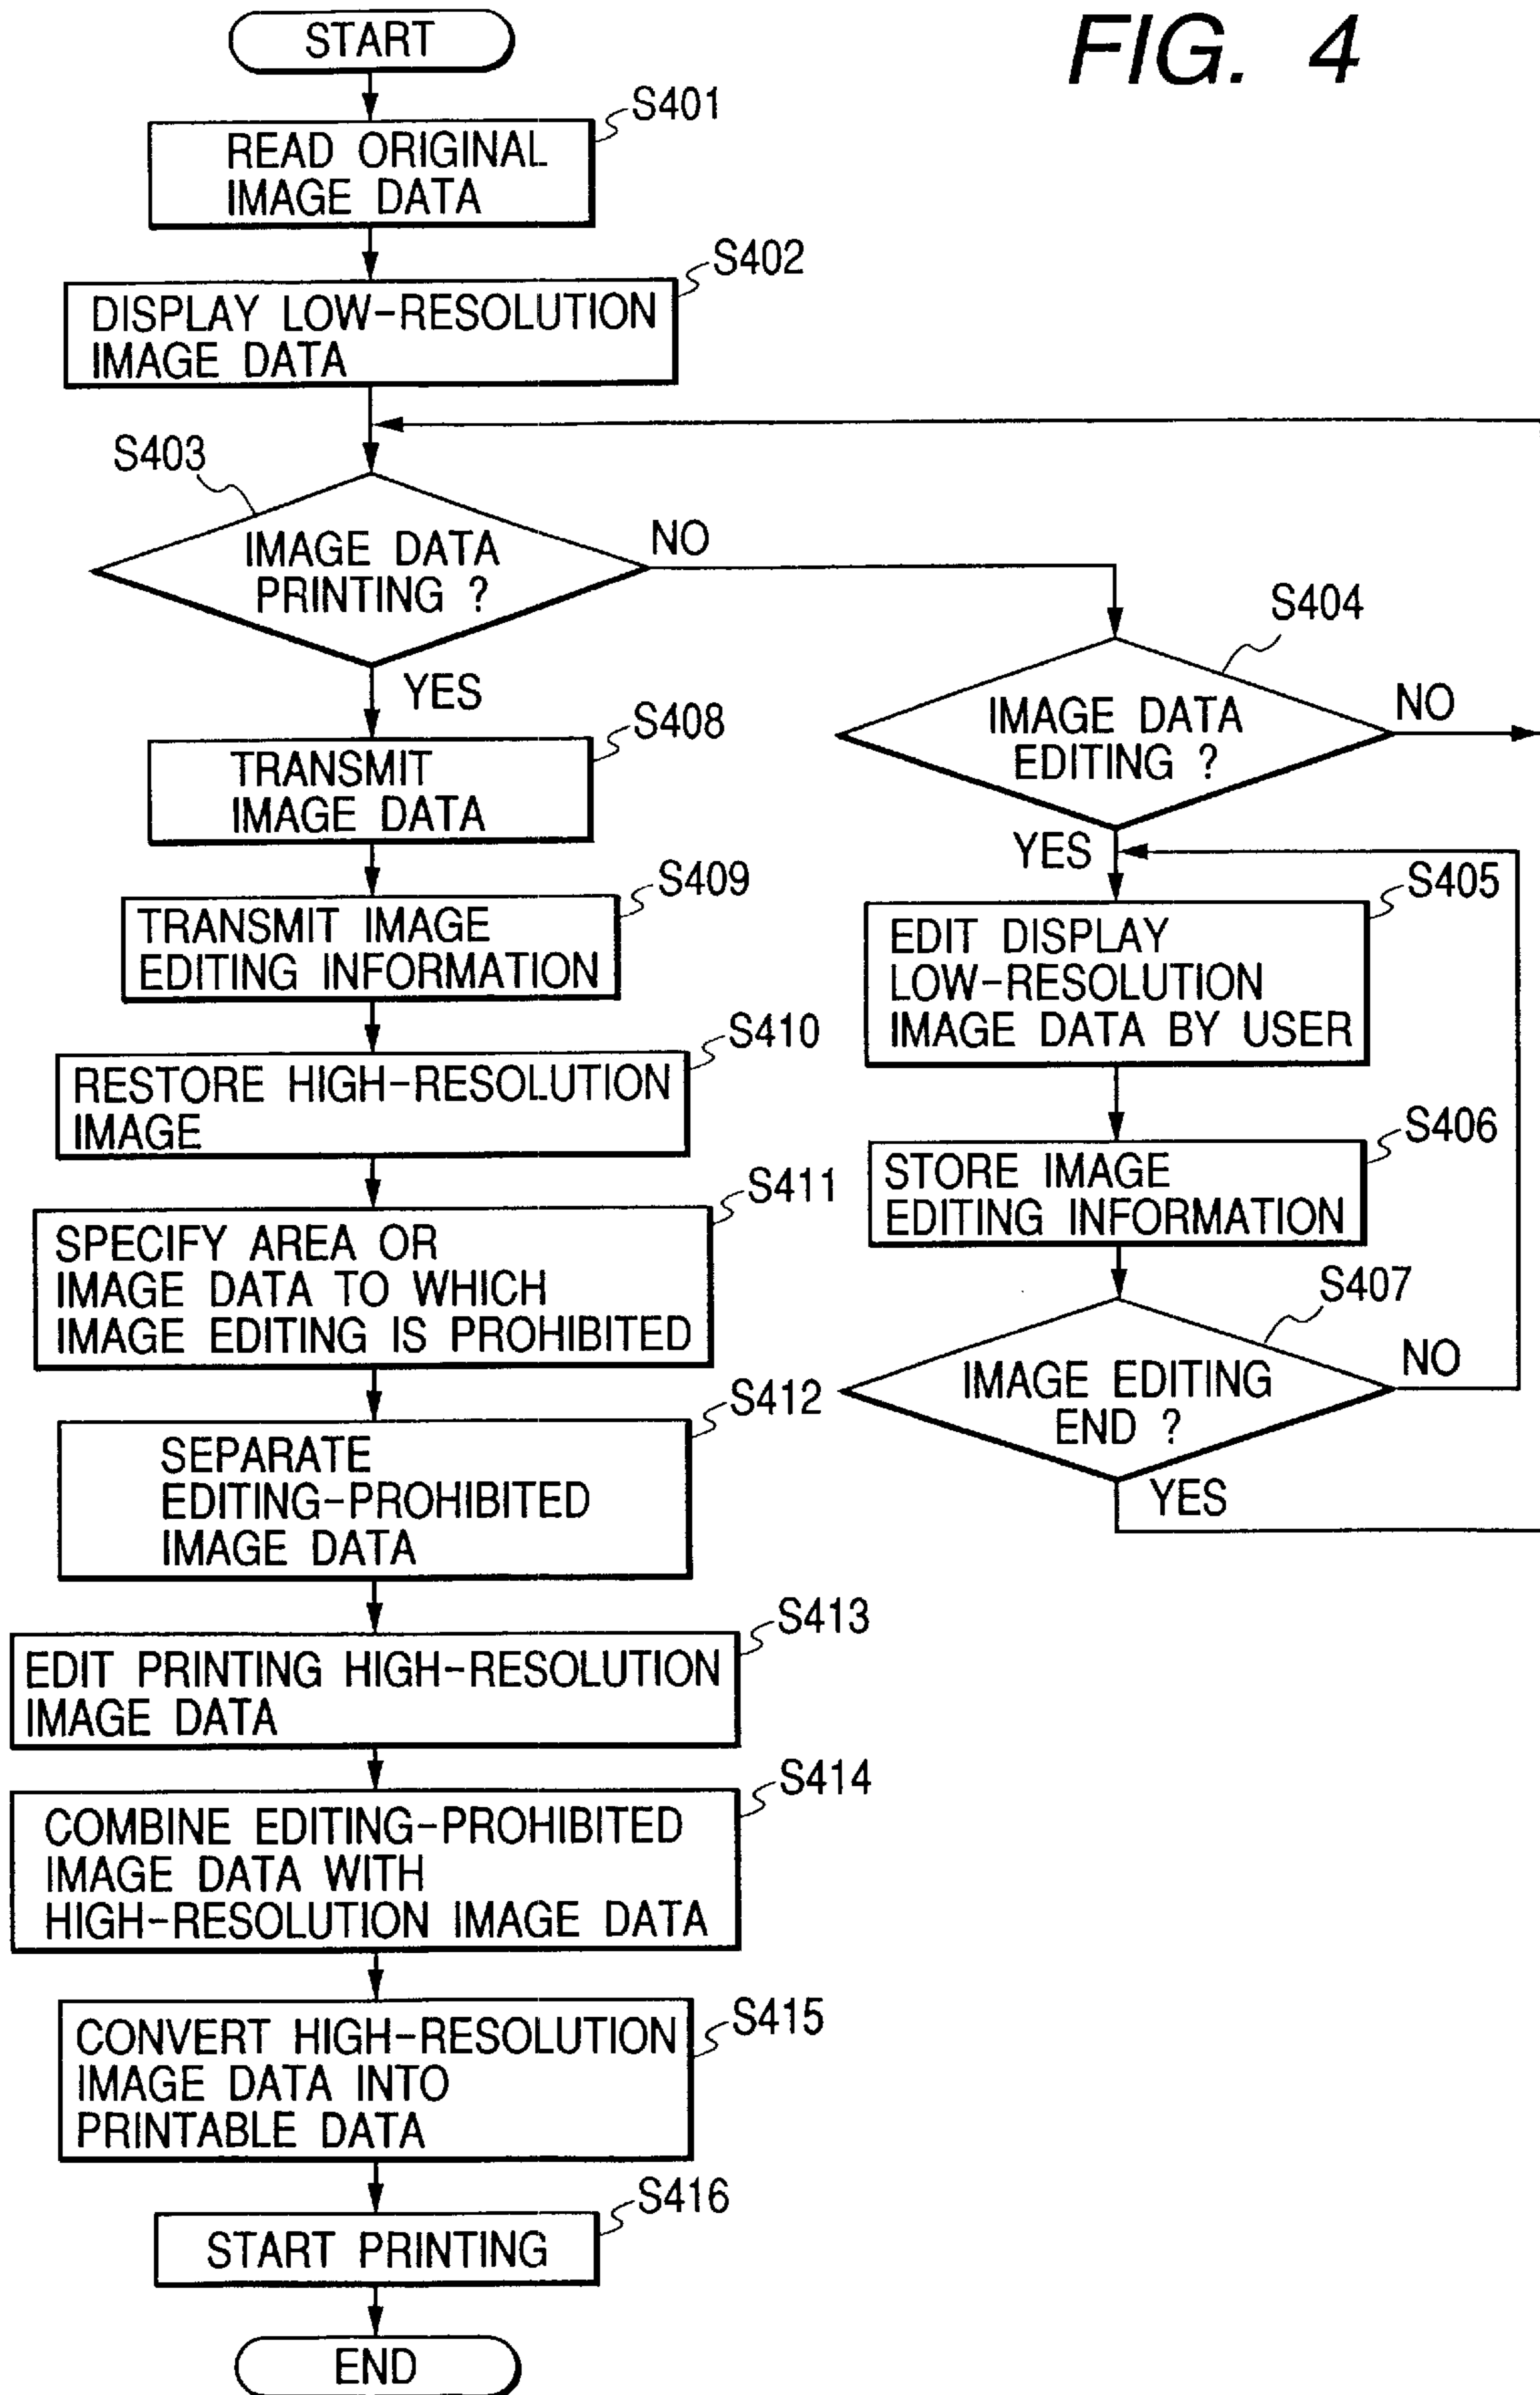 FIG. 4
START
S401
READ ORIGINAL
IMAGE DATA
S402
DISPLAY LOW-RESOLUTION
IMAGE DATA
S403
IMAGE DATA
PRINTING ?
NO
YES
S404
IMAGE DATA
EDITING ?
NO
YES
S405
EDIT DISPLAY
LOW-RESOLUTION
IMAGE DATA BY USER
S406
STORE IMAGE
EDITING INFORMATION
S407
IMAGE EDITING
END ?
NO
YES
S408
TRANSMIT
IMAGE DATA
S409
TRANSMIT IMAGE
EDITING INFORMATION
S410
RESTORE HIGH-RESOLUTION
IMAGE
S411
SPECIFY AREA OR
IMAGE DATA TO WHICH
IMAGE EDITING IS PROHIBITED
S412
SEPARATE
EDITING-PROHIBITED
IMAGE DATA
S413
EDIT PRINTING HIGH-RESOLUTION
IMAGE DATA
S414
COMBINE EDITING-PROHIBITED
IMAGE DATA WITH
HIGH-RESOLUTION IMAGE DATA
S415
CONVERT HIGH-RESOLUTION
IMAGE DATA INTO
PRINTABLE DATA
S416
START PRINTING
END